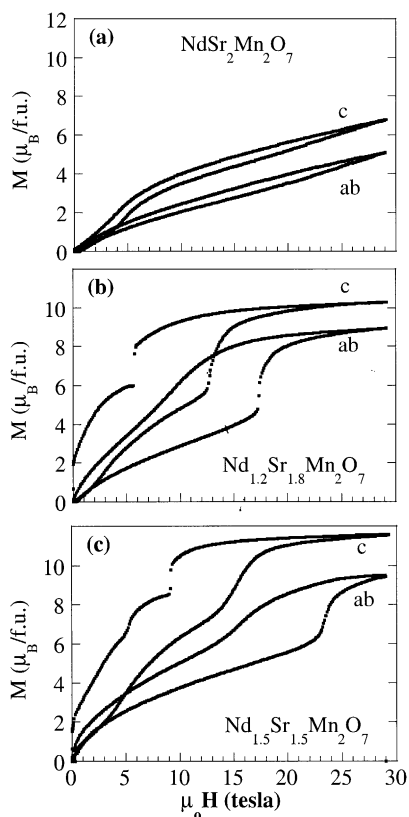 12
(a)
NdSr2Mn2O7
10
8
M (μB/f.u.)
c
6
4
ab
2
0
(b)
c
10
ab
8
M (μB/f.u.)
6
4
2
Nd1.2Sr1.8Mn2O7
0
(c)
c
10
ab
8
M (μB/f.u.)
6
4
2
Nd1.5Sr1.5Mn2O7
0
0 5 10 15 20 25 30
μ0H (tesla)